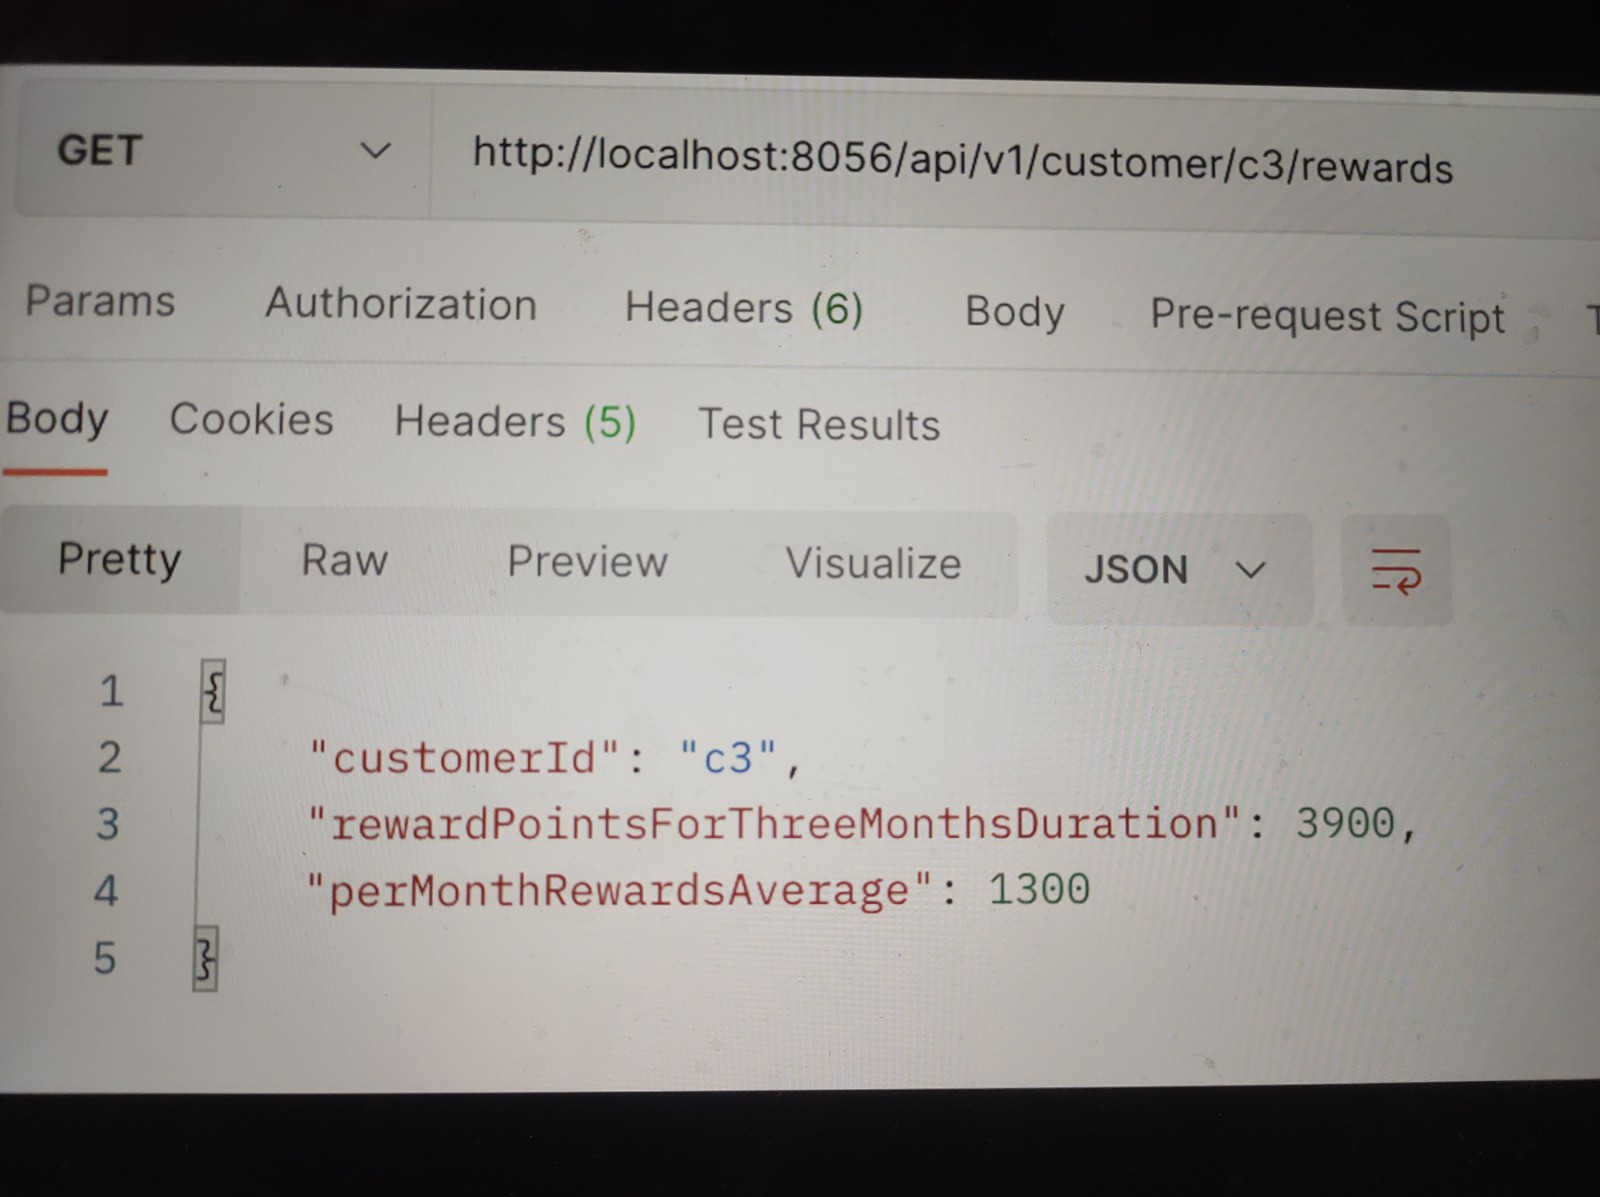 GET http://localhost:8056/api/v1/customer/c3/rewards
Params Authorization Headers (6) Body Pre-request Script
Body Cookies Headers (5) Test Results
Pretty Raw Preview Visualize JSON
1 {
2 "customerId": "c3",
3 "rewardPointsForThreeMonthsDuration": 3900,
4 "perMonthRewardsAverage": 1300
5 }